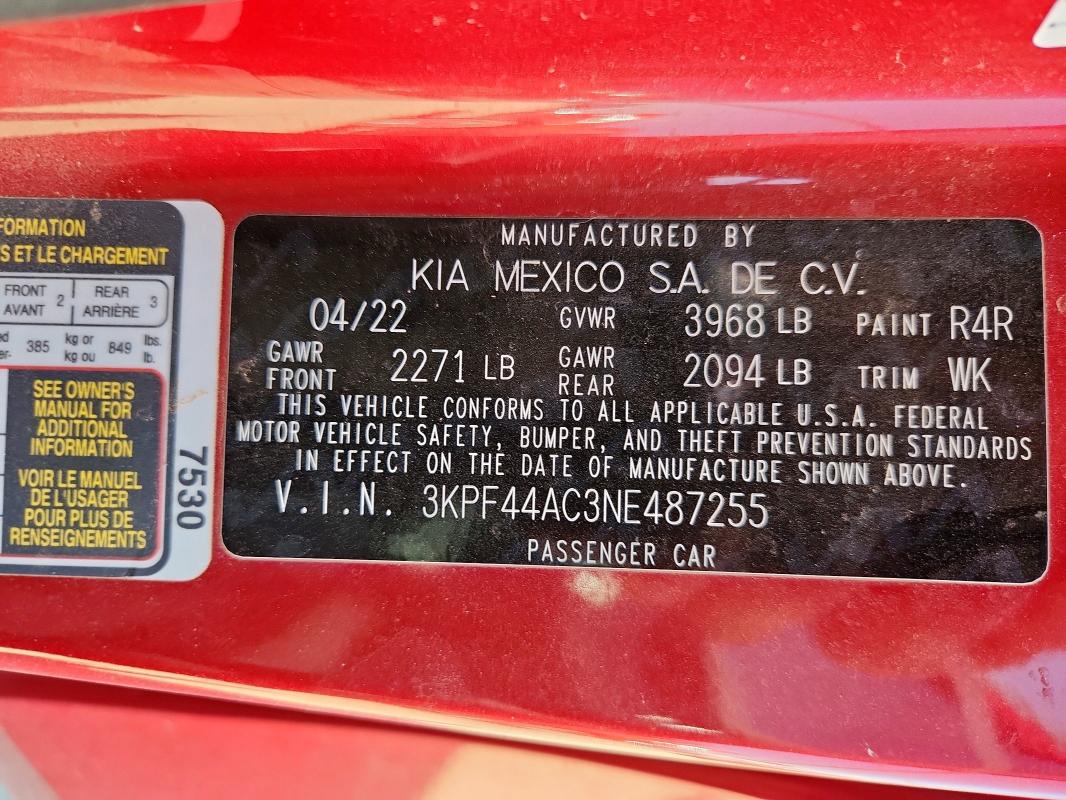 FORMATION
S ET LE CHARGEMENT
FRONT 2 REAR 3
AVANT ARRIÈRE
385 kg or 849 lbs.
kg ou lb.
SEE OWNER'S
MANUAL FOR
ADDITIONAL
INFORMATION
VOIR LE MANUEL
DE L'USAGER
POUR PLUS DE
RENSEIGNEMENTS
7530
MANUFACTURED BY
KIA MEXICO S.A. DE C.V.
04/22 GVWR 3968 LB PAINT R4R
GAWR FRONT 2271 LB GAWR REAR 2094 LB TRIM WK
THIS VEHICLE CONFORMS TO ALL APPLICABLE U.S.A. FEDERAL
MOTOR VEHICLE SAFETY, BUMPER, AND THEFT PREVENTION STANDARDS
IN EFFECT ON THE DATE OF MANUFACTURE SHOWN ABOVE.
V.I.N. 3KPF44AC3NE487255
PASSENGER CAR